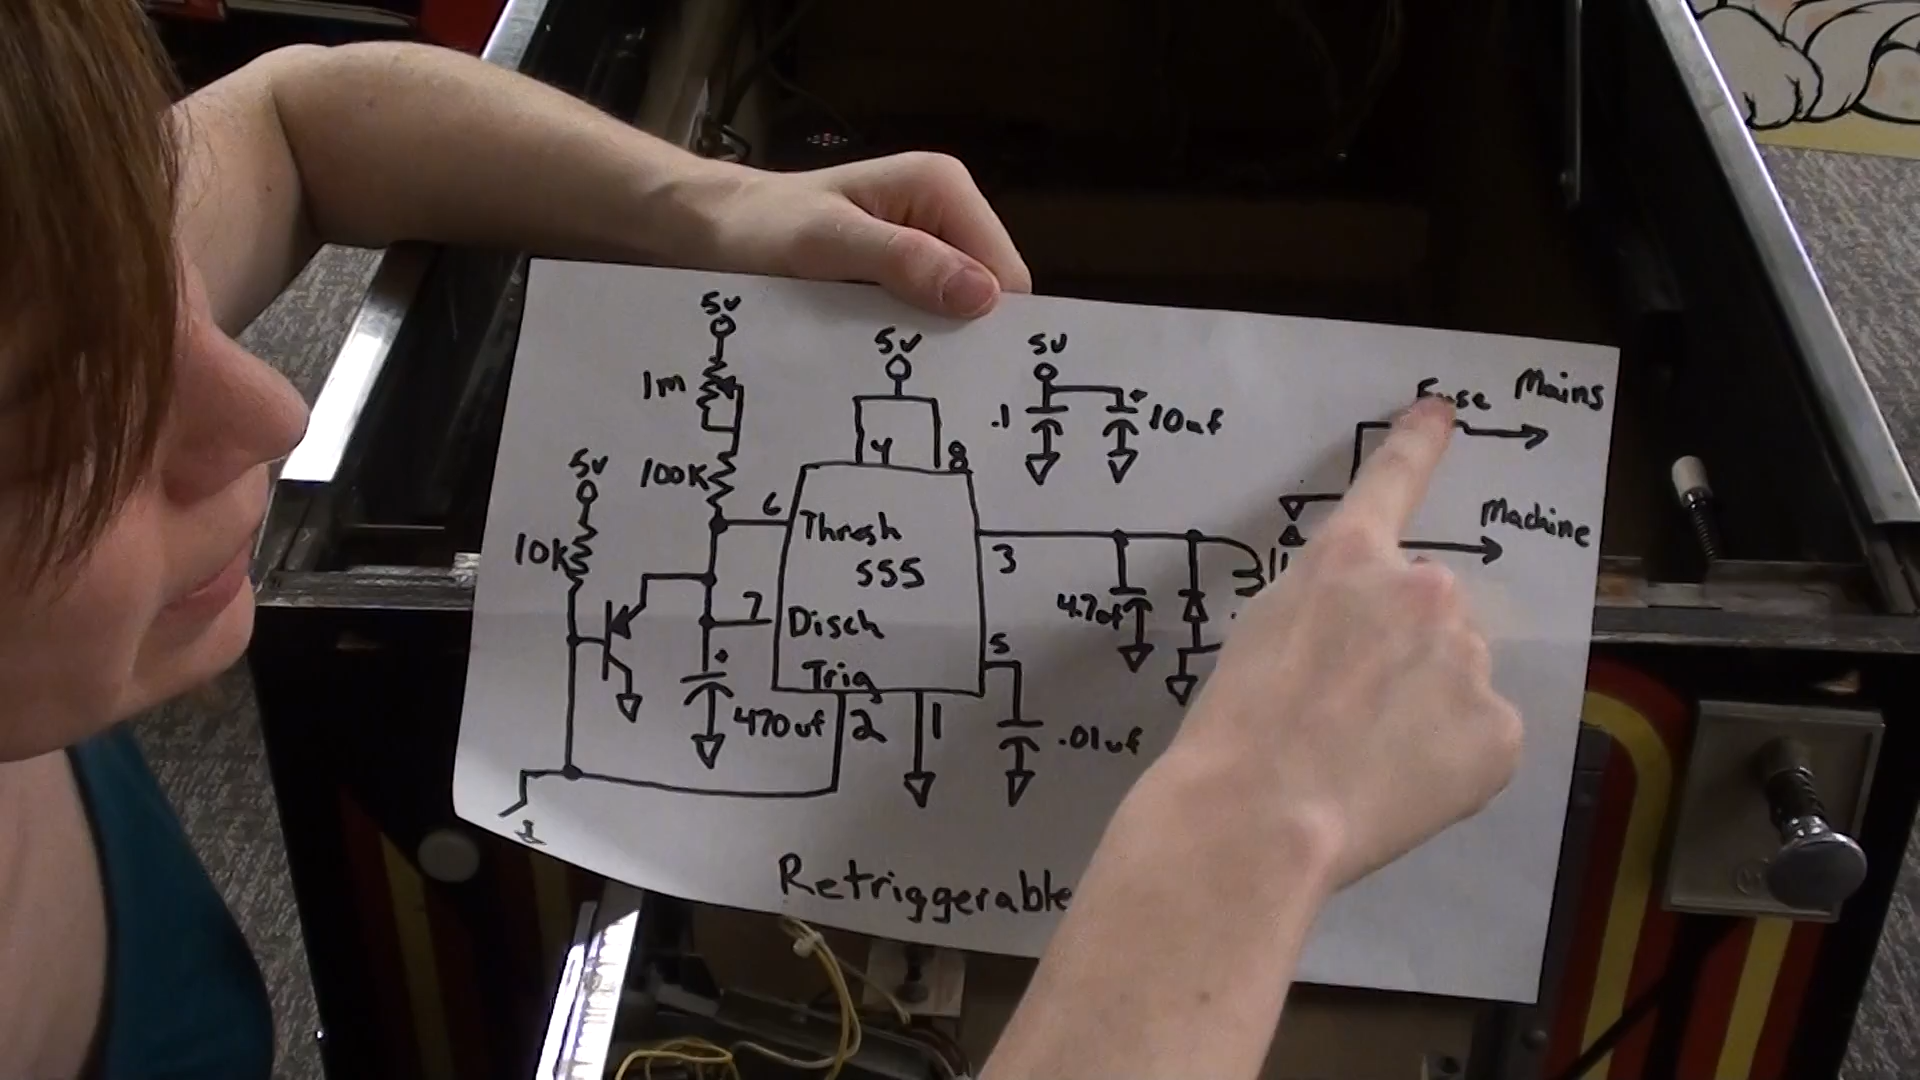 5v
5v
5v
1m
.1
10uf
Fuse
Mains
4
8
5v
100K
6
Thresh
10K
555
3
Machine
7
Disch
4.7uf
5
Trig
470uf
2
1
.01uf
Retriggerable